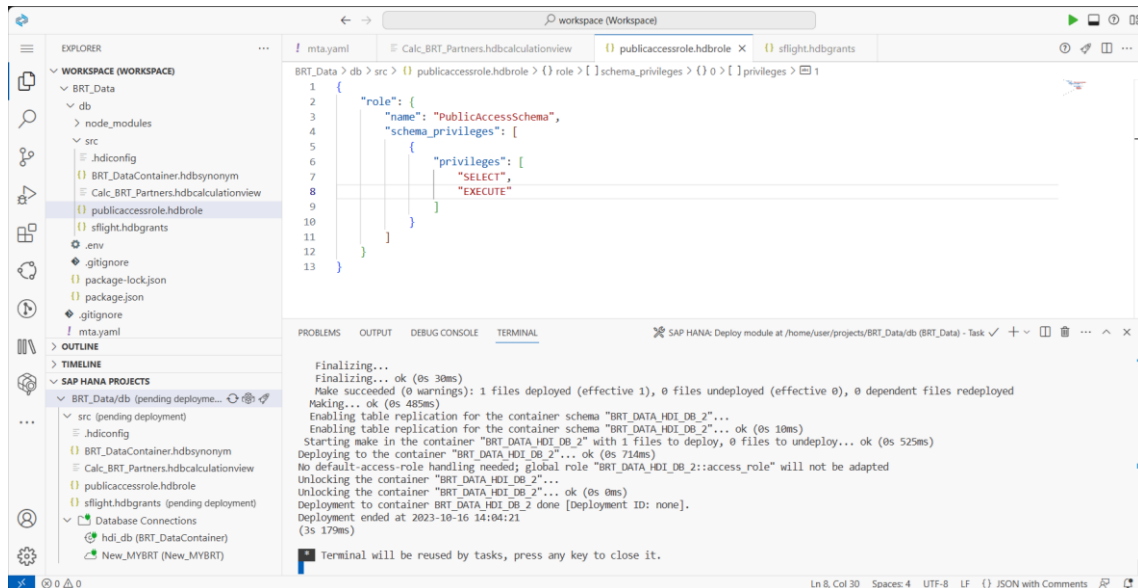 workspace (Workspace)
EXPLORER
WORKSPACE (WORKSPACE)
BRT_Data
db
node_modules
src
.hdiconfig
BRT_DataContainer.hdbsynonym
Calc_BRT_Partners.hdbcalculationview
publicaccessrole.hdbrole
sflight.hdbgrants
.env
.gitignore
package-lock.json
package.json
.gitignore
mta.yaml
OUTLINE
TIMELINE
SAP HANA PROJECTS
BRT_Data/db (pending deployme...
src (pending deployment)
.hdiconfig
BRT_DataContainer.hdbsynonym
Calc_BRT_Partners.hdbcalculationview
publicaccessrole.hdbrole
sflight.hdbgrants (pending deployment)
Database Connections
hdi_db (BRT_DataContainer)
New_MYBRT (New_MYBRT)
! mta.yaml Calc_BRT_Partners.hdbcalculationview {} publicaccessrole.hdbrole × {} sflight.hdbgrants
BRT_Data > db > src > {} publicaccessrole.hdbrole > {} role > [ ] schema_privileges > {} 0 > [ ] privileges > 1
1 {
2 "role": {
3 "name": "PublicAccessSchema",
4 "schema_privileges": [
5 {
6 "privileges": [
7 "SELECT",
8 "EXECUTE"
9 ]
10 }
11 ]
12 }
13 }
PROBLEMS OUTPUT DEBUG CONSOLE TERMINAL SAP HANA: Deploy module at /home/user/projects/BRT_Data/db (BRT_Data) - Task ✓
Finalizing...
Finalizing... ok (0s 30ms)
Make succeeded (0 warnings): 1 files deployed (effective 1), 0 files undeployed (effective 0), 0 dependent files redeployed
Making... ok (0s 485ms)
Enabling table replication for the container schema "BRT_DATA_HDI_DB_2"...
Enabling table replication for the container schema "BRT_DATA_HDI_DB_2"... ok (0s 10ms)
Starting make in the container "BRT_DATA_HDI_DB_2" with 1 files to deploy, 0 files to undeploy... ok (0s 525ms)
Deploying to the container "BRT_DATA_HDI_DB_2"... ok (0s 714ms)
No default-access-role handling needed; global role "BRT_DATA_HDI_DB_2::access_role" will not be adapted
Unlocking the container "BRT_DATA_HDI_DB_2"...
Unlocking the container "BRT_DATA_HDI_DB_2"... ok (0s 0ms)
Deployment to container BRT_DATA_HDI_DB_2 done [Deployment ID: none].
Deployment ended at 2023-10-16 14:04:21
(3s 179ms)
* Terminal will be reused by tasks, press any key to close it.
0 0 Ln 8, Col 30 Spaces: 4 UTF-8 LF {} JSON with Comments